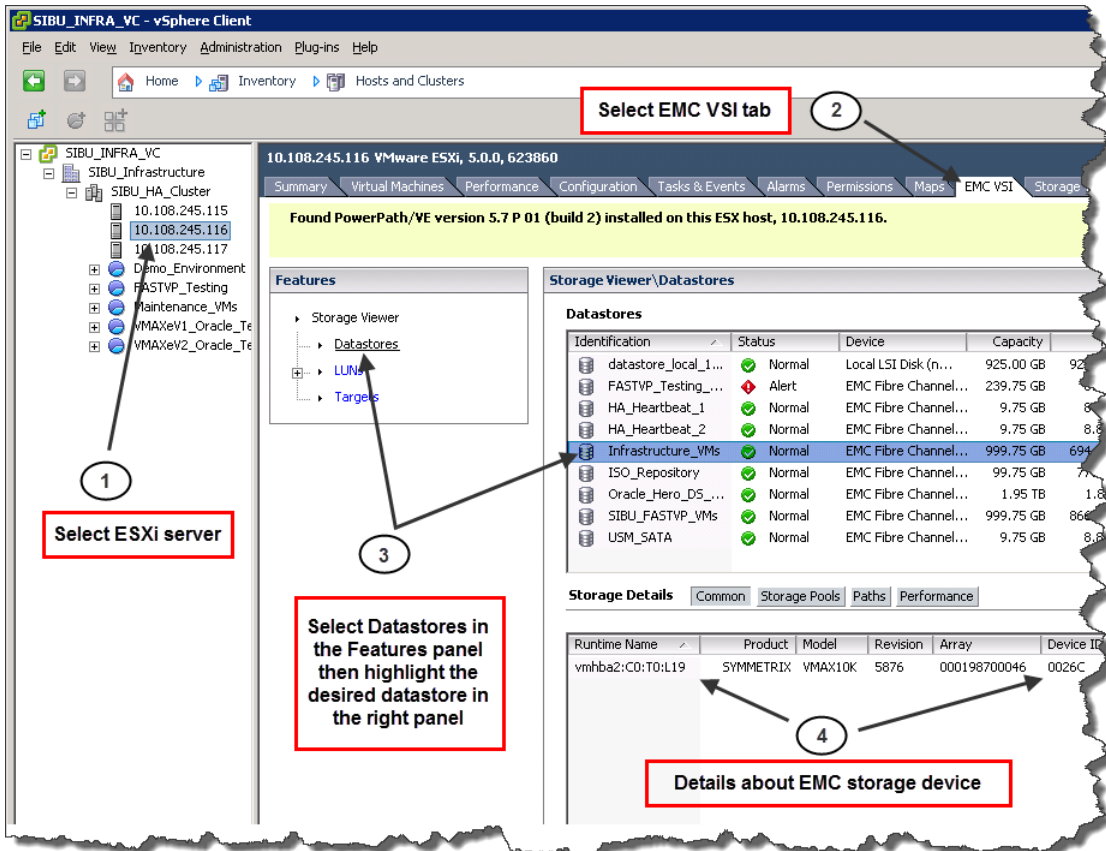 SIBU_INFRA_VC - vSphere Client
File Edit View Inventory Administration Plug-ins Help
Home Inventory Hosts and Clusters
Select EMC VSI tab
2
SIBU_INFRA_VC
SIBU_Infrastructure
SIBU_HA_Cluster
10.108.245.115
10.108.245.116
10.108.245.117
Demo_Environment
FASTVP_Testing
Maintenance_VMs
VMAXeV1_Oracle_Te
VMAXeV2_Oracle_Te
1
Select ESXi server
10.108.245.116 VMware ESXi, 5.0.0, 623860
Summary Virtual Machines Performance Configuration Tasks & Events Alarms Permissions Maps EMC VSI Storage
Found PowerPath/VE version 5.7 P 01 (build 2) installed on this ESX host, 10.108.245.116.
Features
Storage Viewer
Datastores
LUNs
Targets
3
Select Datastores in
the Features panel
then highlight the
desired datastore in
the right panel
Storage Viewer\Datastores
Datastores
Identification Status Device Capacity
datastore_local_1... Normal Local LSI Disk (n... 925.00 GB 92
FASTVP_Testing_... Alert EMC Fibre Channel... 239.75 GB
HA_Heartbeat_1 Normal EMC Fibre Channel... 9.75 GB 8
HA_Heartbeat_2 Normal EMC Fibre Channel... 9.75 GB 8.8
Infrastructure_VMs Normal EMC Fibre Channel... 999.75 GB 694
ISO_Repository Normal EMC Fibre Channel... 99.75 GB 77
Oracle_Hero_DS_... Normal EMC Fibre Channel... 1.95 TB 1.8
SIBU_FASTVP_VMs Normal EMC Fibre Channel... 999.75 GB 866
USM_SATA Normal EMC Fibre Channel... 9.75 GB 8.8
Storage Details Common Storage Pools Paths Performance
Runtime Name Product Model Revision Array Device ID
vmhba2:C0:T0:L19 SYMMETRIX VMAX10K 5876 000198700046 0026C
4
Details about EMC storage device